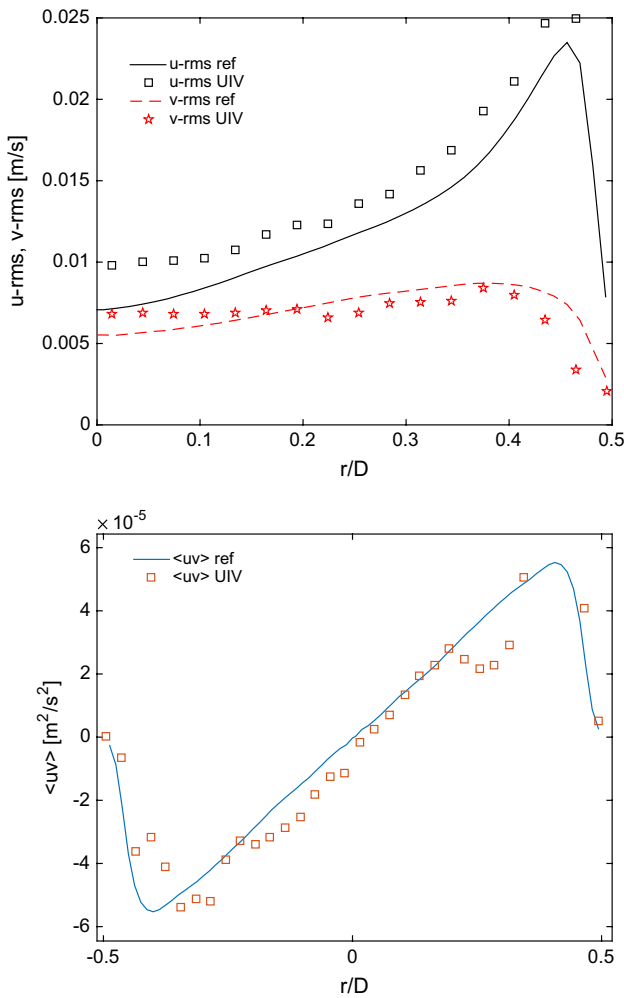 0.025
u-rms ref
u-rms UIV
v-rms ref
v-rms UIV
0.02
0.015
0.01
0.005
0
u-rms, v-rms [m/s]
0 0.1 0.2 0.3 0.4 0.5
r/D
× 10⁻⁵
<uv> ref
<uv> UIV
6
4
2
0
-2
-4
-6
<uv> [m²/s²]
-0.5 0 0.5
r/D